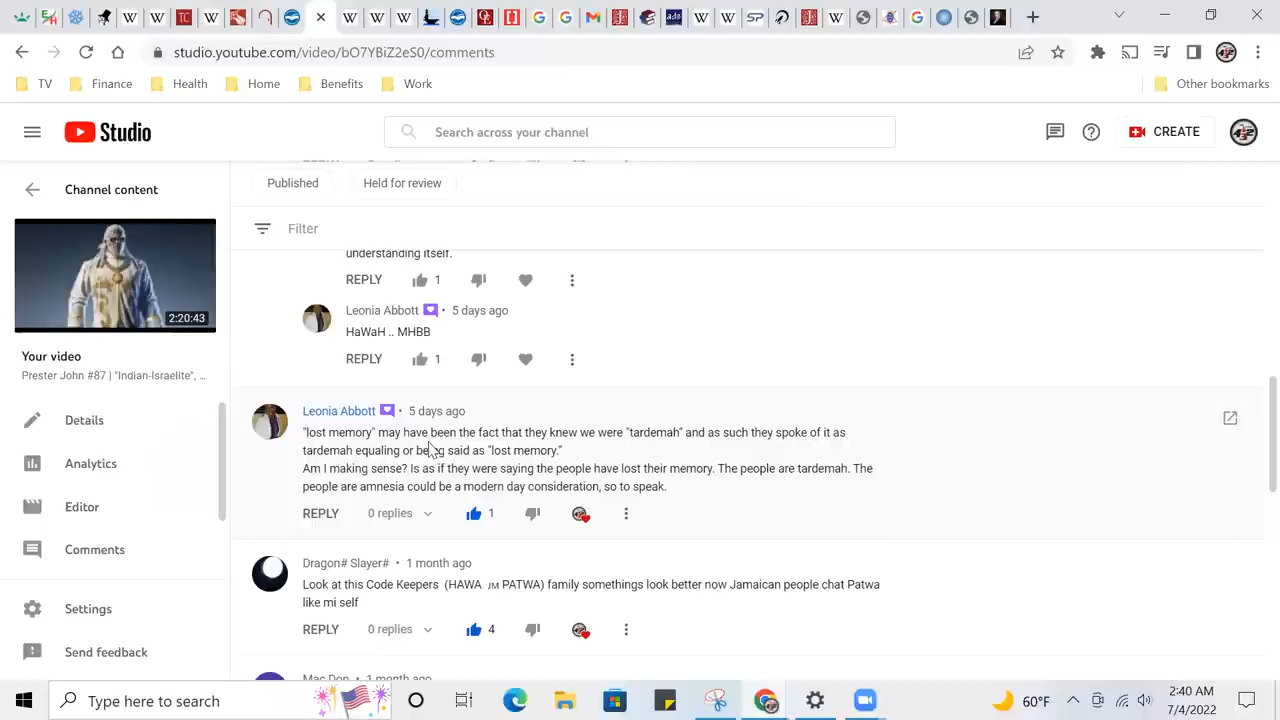 studio.youtube.com/video/bO7YBiZ2eS0/comments
TV Finance Health Home Benefits Work Other bookmarks
Studio
Search across your channel
CREATE
Channel content
Published Held for review
Filter
2:20:43
Your video
Prester John #87 | "Indian-Israelite", ...
Details
Analytics
Editor
Comments
Settings
Send feedback
understanding itself.
REPLY 1
Leonia Abbott • 5 days ago
HaWaH .. MHBB
REPLY 1
Leonia Abbott • 5 days ago
"lost memory" may have been the fact that they knew we were "tardemah" and as such they spoke of it as
tardemah equaling or being said as "lost memory."
Am I making sense? Is as if they were saying the people have lost their memory. The people are tardemah. The
people are amnesia could be a modern day consideration, so to speak.
REPLY 0 replies 1
Dragon# Slayer# • 1 month ago
Look at this Code Keepers (HAWA ᴊᴍ PATWA) family somethings look better now Jamaican people chat Patwa
like mi self
REPLY 0 replies 4
Mac Don • 1 month ago
Type here to search
60°F
2:40 AM
7/4/2022